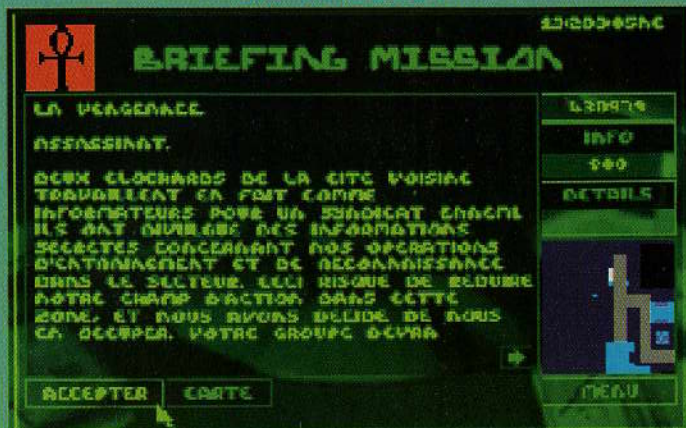 BRIEFING MISSION
LA VENGEANCE
ASSASSINAT.
DEUX CLOCHARDS DE LA CITE VOISINE
TRAVAILLENT EN FAIT COMME
INFORMATEURS POUR UN SYNDICAT ENNEMI
ILS ONT DIVULGUE DES INFORMATIONS
SECRETES CONCERNANT NOS OPERATIONS
D'ENTRAINEMENT ET DE RECONNAISSANCE
DANS LE SECTEUR. CECI RISQUE DE REDUIRE
NOTRE CHAMP D'ACTION DANS CETTE
ZONE, ET NOUS AVONS DECIDE DE NOUS
EN OCCUPER. VOTRE GROUPE DEVRA
INFO
DETAILS
ACCEPTER
CARTE
MENU